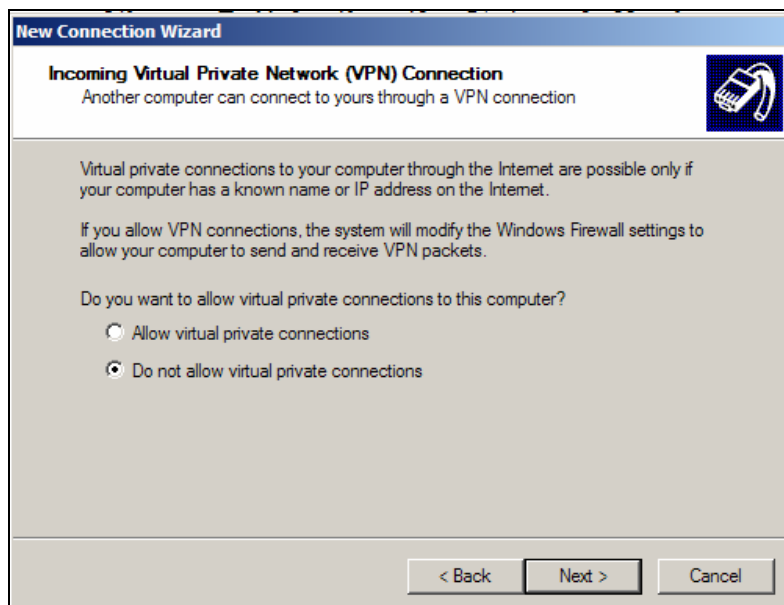 New Connection Wizard
Incoming Virtual Private Network (VPN) Connection
Another computer can connect to yours through a VPN connection
Virtual private connections to your computer through the Internet are possible only if
your computer has a known name or IP address on the Internet.
If you allow VPN connections, the system will modify the Windows Firewall settings to
allow your computer to send and receive VPN packets.
Do you want to allow virtual private connections to this computer?
Allow virtual private connections
Do not allow virtual private connections
< Back Next > Cancel